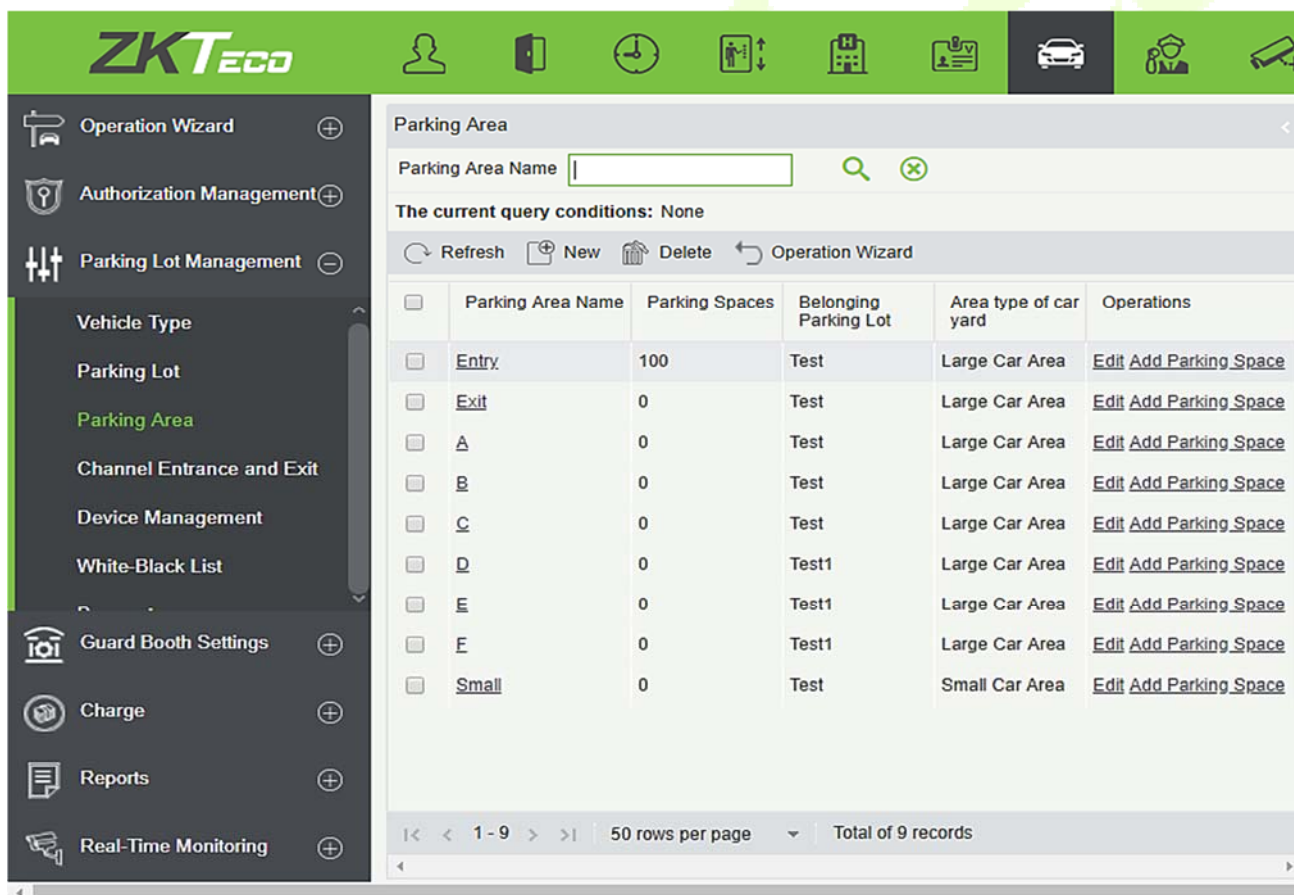 ZKTECO
Operation Wizard
Authorization Management
Parking Lot Management
Vehicle Type
Parking Lot
Parking Area
Channel Entrance and Exit
Device Management
White-Black List
Guard Booth Settings
Charge
Reports
Real-Time Monitoring
Parking Area
Parking Area Name
The current query conditions: None
Refresh New Delete Operation Wizard
Parking Area Name Parking Spaces Belonging Parking Lot Area type of car yard Operations
Entry 100 Test Large Car Area Edit Add Parking Space
Exit 0 Test Large Car Area Edit Add Parking Space
A 0 Test Large Car Area Edit Add Parking Space
B 0 Test Large Car Area Edit Add Parking Space
C 0 Test Large Car Area Edit Add Parking Space
D 0 Test1 Large Car Area Edit Add Parking Space
E 0 Test1 Large Car Area Edit Add Parking Space
F 0 Test1 Large Car Area Edit Add Parking Space
Small 0 Test Small Car Area Edit Add Parking Space
1 - 9 50 rows per page Total of 9 records